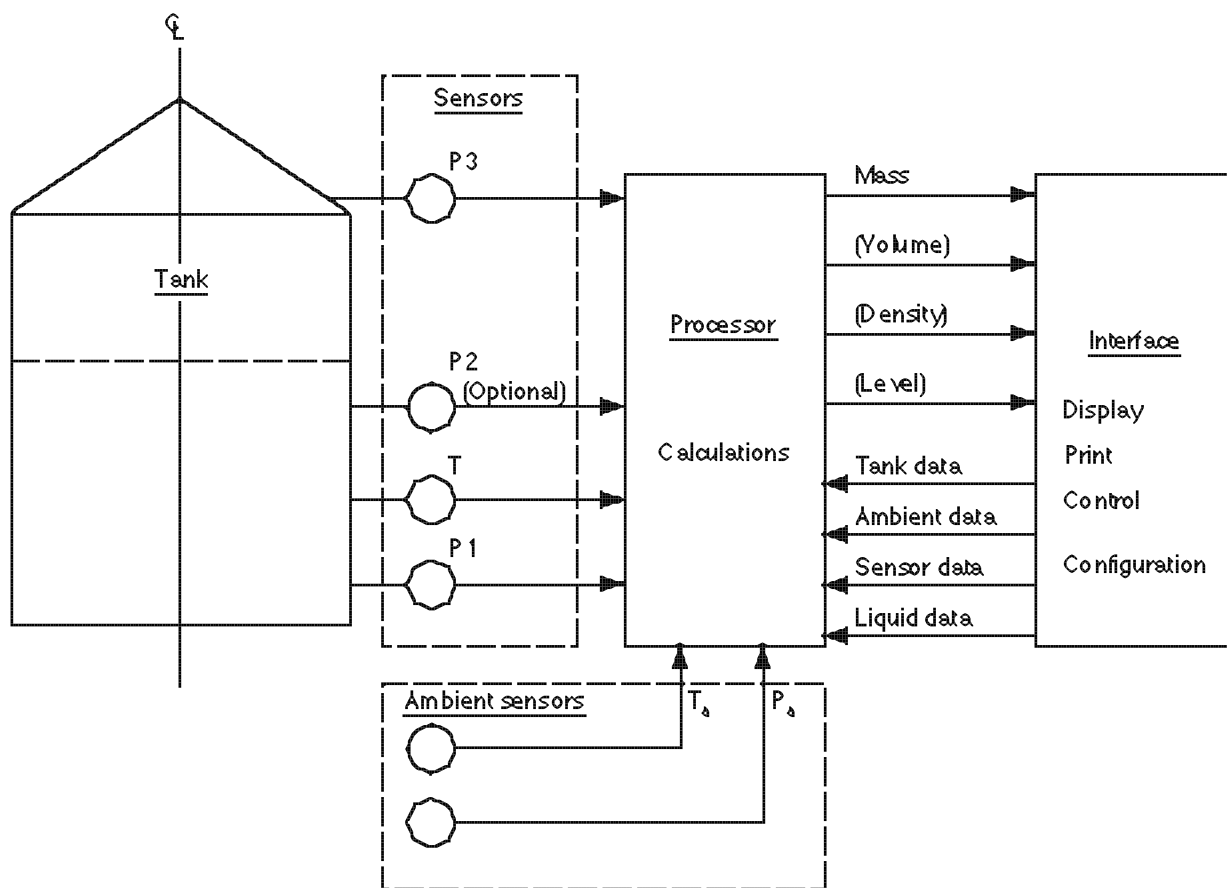 ℄
Sensors
P3
Tank
P2
(Optional)
T
P1
Processor
Calculations
Mass
(Volume)
(Density)
(Level)
Tank data
Ambient data
Sensor data
Liquid data
Interface
Display
Print
Control
Configuration
Ambient sensors
Ta
Pa